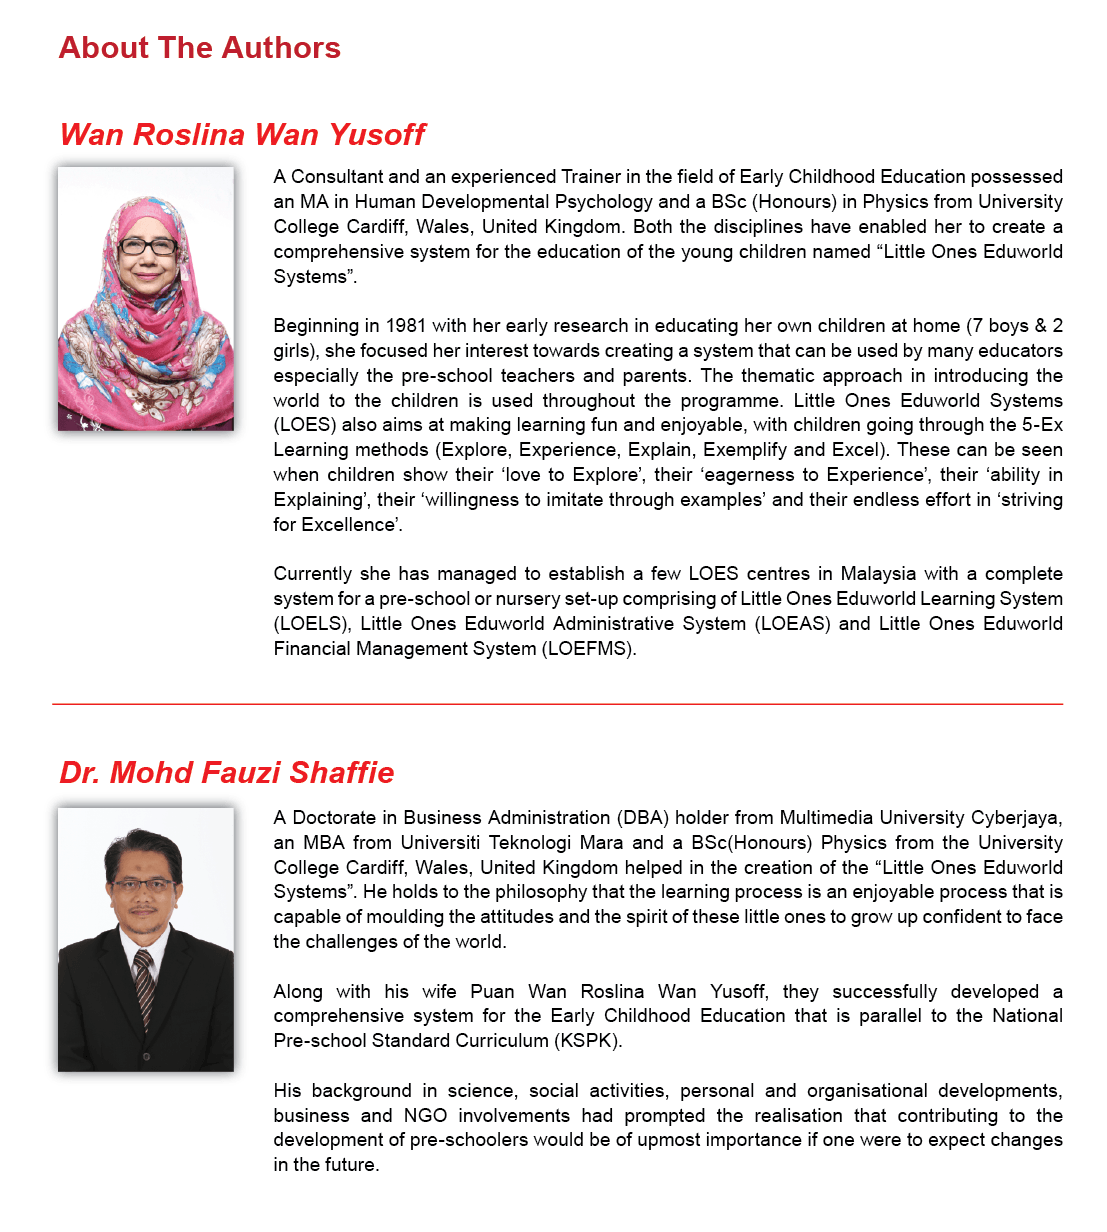 About The Authors
Wan Roslina Wan Yusoff
A Consultant and an experienced Trainer in the field of Early Childhood Education possessed
an MA in Human Developmental Psychology and a BSc (Honours) in Physics from University
College Cardiff, Wales, United Kingdom. Both the disciplines have enabled her to create a
comprehensive system for the education of the young children named “Little Ones Eduworld
Systems”.
Beginning in 1981 with her early research in educating her own children at home (7 boys & 2
girls), she focused her interest towards creating a system that can be used by many educators
especially the pre-school teachers and parents. The thematic approach in introducing the
world to the children is used throughout the programme. Little Ones Eduworld Systems
(LOES) also aims at making learning fun and enjoyable, with children going through the 5-Ex
Learning methods (Explore, Experience, Explain, Exemplify and Excel). These can be seen
when children show their ‘love to Explore’, their ‘eagerness to Experience’, their ‘ability in
Explaining’, their ‘willingness to imitate through examples’ and their endless effort in ‘striving
for Excellence’.
Currently she has managed to establish a few LOES centres in Malaysia with a complete
system for a pre-school or nursery set-up comprising of Little Ones Eduworld Learning System
(LOELS), Little Ones Eduworld Administrative System (LOEAS) and Little Ones Eduworld
Financial Management System (LOEFMS).
Dr. Mohd Fauzi Shaffie
A Doctorate in Business Administration (DBA) holder from Multimedia University Cyberjaya,
an MBA from Universiti Teknologi Mara and a BSc(Honours) Physics from the University
College Cardiff, Wales, United Kingdom helped in the creation of the “Little Ones Eduworld
Systems”. He holds to the philosophy that the learning process is an enjoyable process that is
capable of moulding the attitudes and the spirit of these little ones to grow up confident to face
the challenges of the world.
Along with his wife Puan Wan Roslina Wan Yusoff, they successfully developed a
comprehensive system for the Early Childhood Education that is parallel to the National
Pre-school Standard Curriculum (KSPK).
His background in science, social activities, personal and organisational developments,
business and NGO involvements had prompted the realisation that contributing to the
development of pre-schoolers would be of upmost importance if one were to expect changes
in the future.